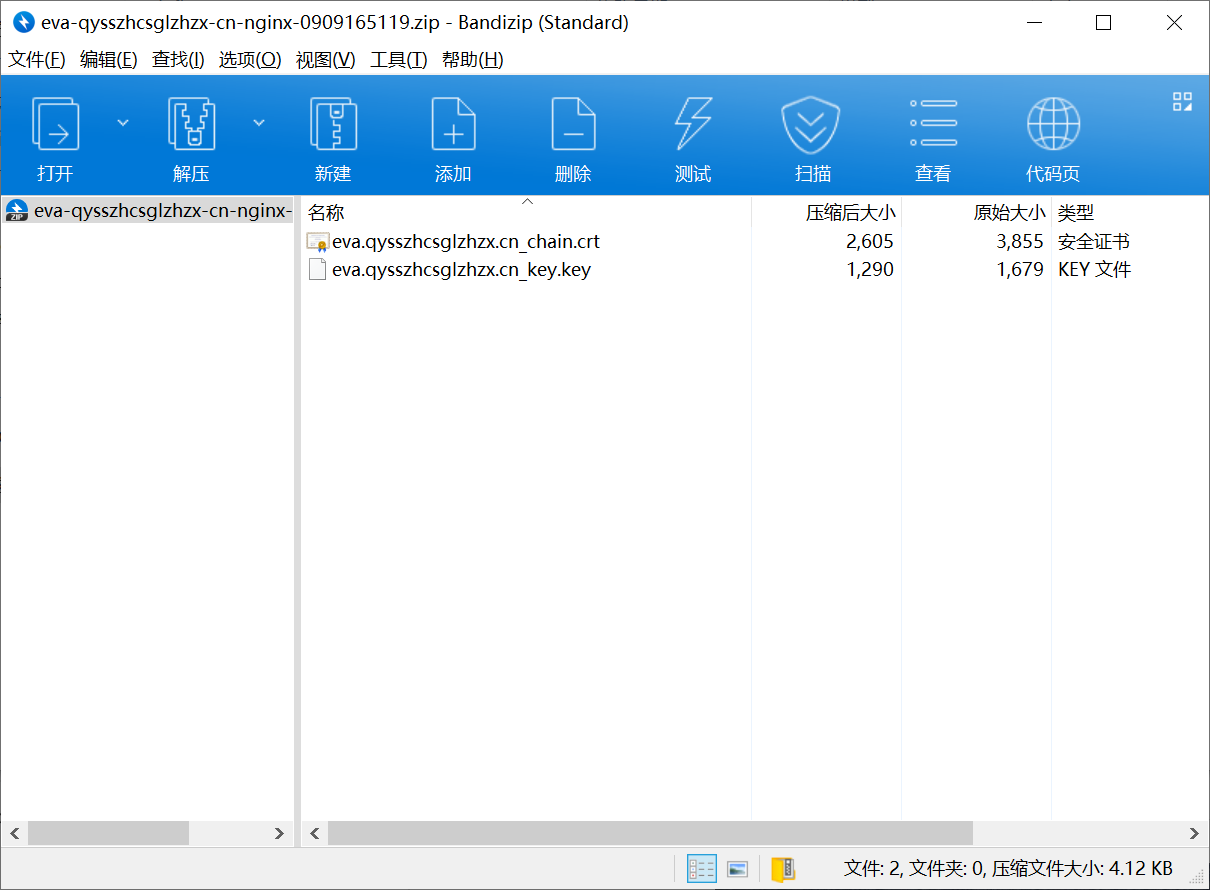 eva-qysszhcsglzhzx-cn-nginx-0909165119.zip - Bandizip (Standard)
文件(F) 编辑(E) 查找(I) 选项(O) 视图(V) 工具(T) 帮助(H)
打开 解压 新建 添加 删除 测试 扫描 查看 代码页
ZIP eva-qysszhcsglzhzx-cn-nginx-
名称 压缩后大小 原始大小 类型
eva.qysszhcsglzhzx.cn_chain.crt 2,605 3,855 安全证书
eva.qysszhcsglzhzx.cn_key.key 1,290 1,679 KEY 文件
文件: 2, 文件夹: 0, 压缩文件大小: 4.12 KB